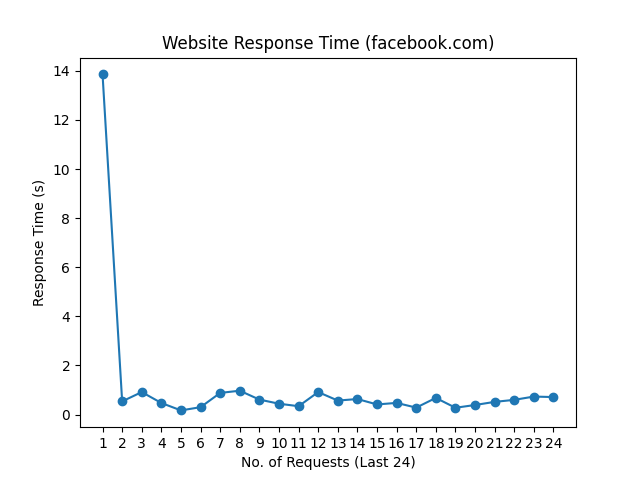 Website Response Time (facebook.com)
14
12
10
8
6
4
2
0
Response Time (s)
1 2 3 4 5 6 7 8 9 10 11 12 13 14 15 16 17 18 19 20 21 22 23 24
No. of Requests (Last 24)